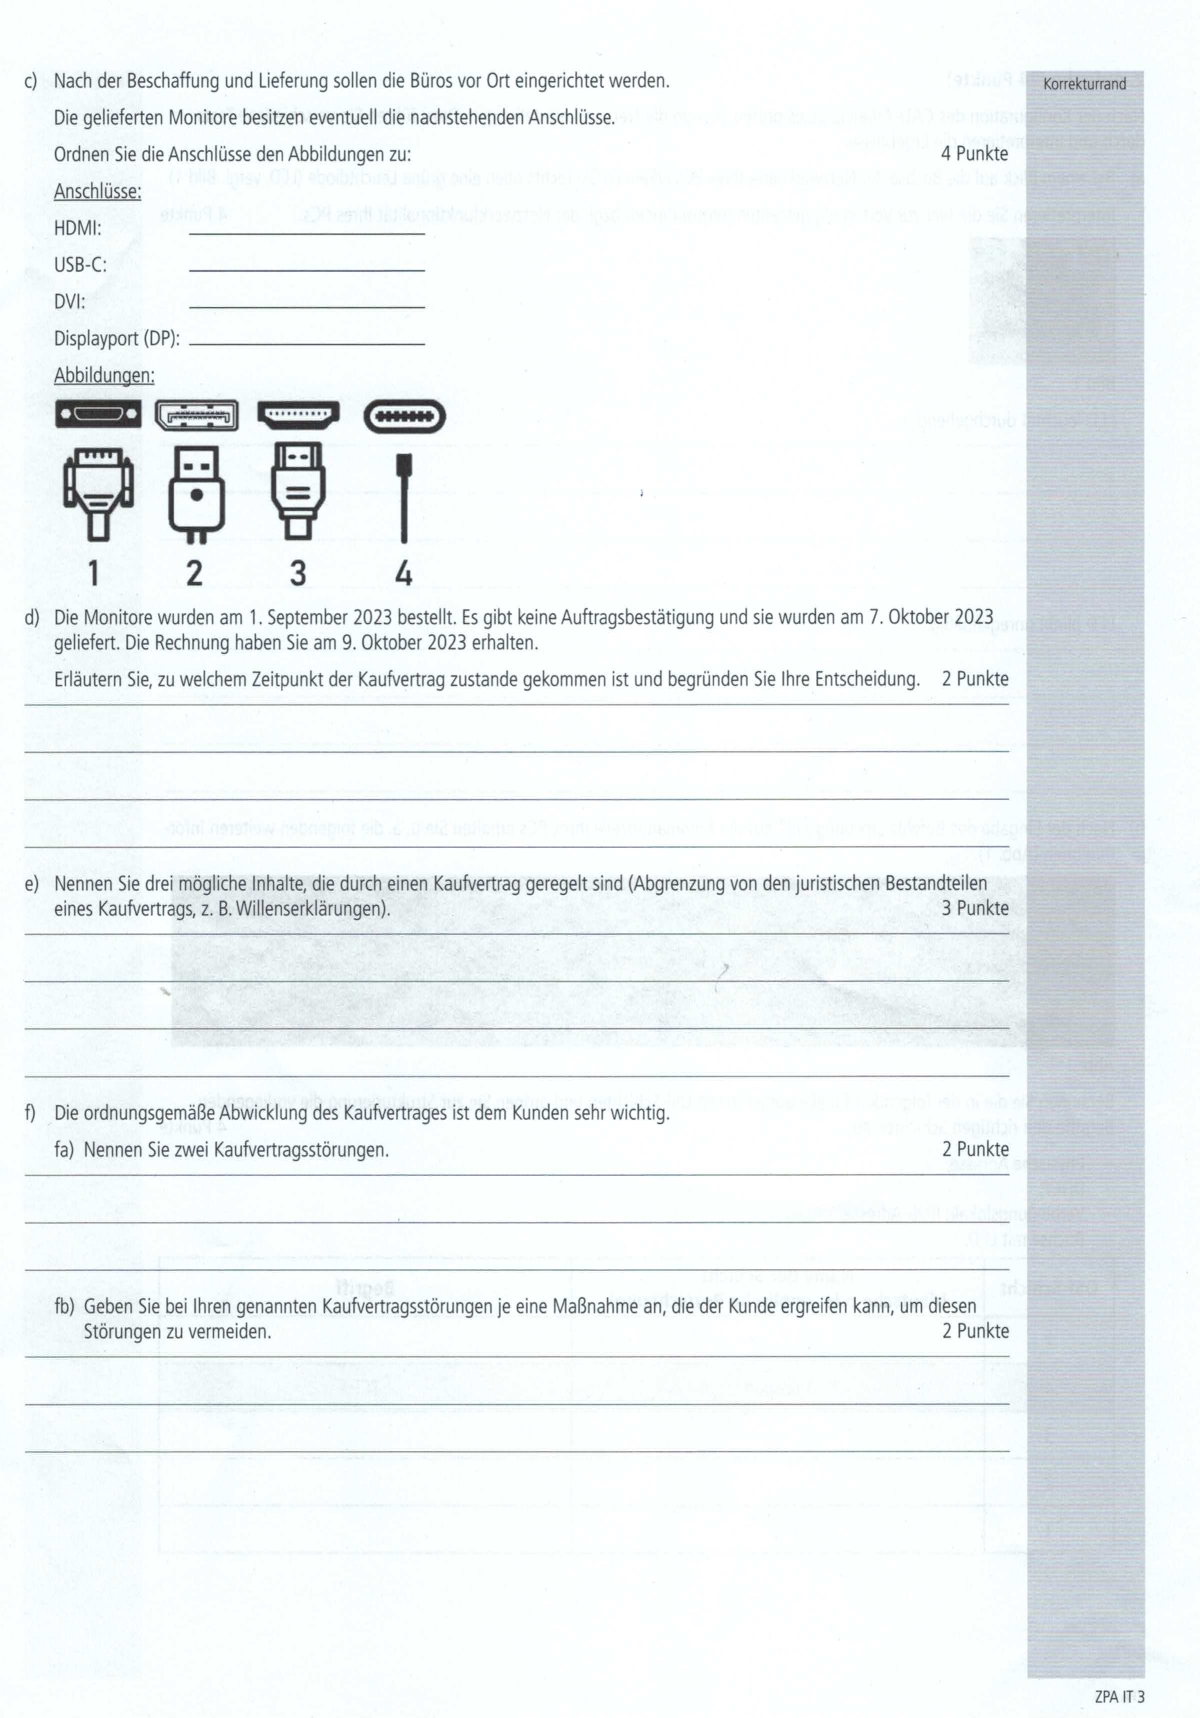 Korrekturrand
c) Nach der Beschaffung und Lieferung sollen die Büros vor Ort eingerichtet werden.
Die gelieferten Monitore besitzen eventuell die nachstehenden Anschlüsse.
Ordnen Sie die Anschlüsse den Abbildungen zu: 4 Punkte
Anschlüsse:
HDMI:
USB-C:
DVI:
Displayport (DP):
Abbildungen:
1 2 3 4
d) Die Monitore wurden am 1. September 2023 bestellt. Es gibt keine Auftragsbestätigung und sie wurden am 7. Oktober 2023
geliefert. Die Rechnung haben Sie am 9. Oktober 2023 erhalten.
Erläutern Sie, zu welchem Zeitpunkt der Kaufvertrag zustande gekommen ist und begründen Sie Ihre Entscheidung. 2 Punkte
e) Nennen Sie drei mögliche Inhalte, die durch einen Kaufvertrag geregelt sind (Abgrenzung von den juristischen Bestandteilen
eines Kaufvertrags, z. B. Willenserklärungen). 3 Punkte
f) Die ordnungsgemäße Abwicklung des Kaufvertrages ist dem Kunden sehr wichtig.
fa) Nennen Sie zwei Kaufvertragsstörungen. 2 Punkte
fb) Geben Sie bei Ihren genannten Kaufvertragsstörungen je eine Maßnahme an, die der Kunde ergreifen kann, um diesen
Störungen zu vermeiden. 2 Punkte
ZPA IT 3